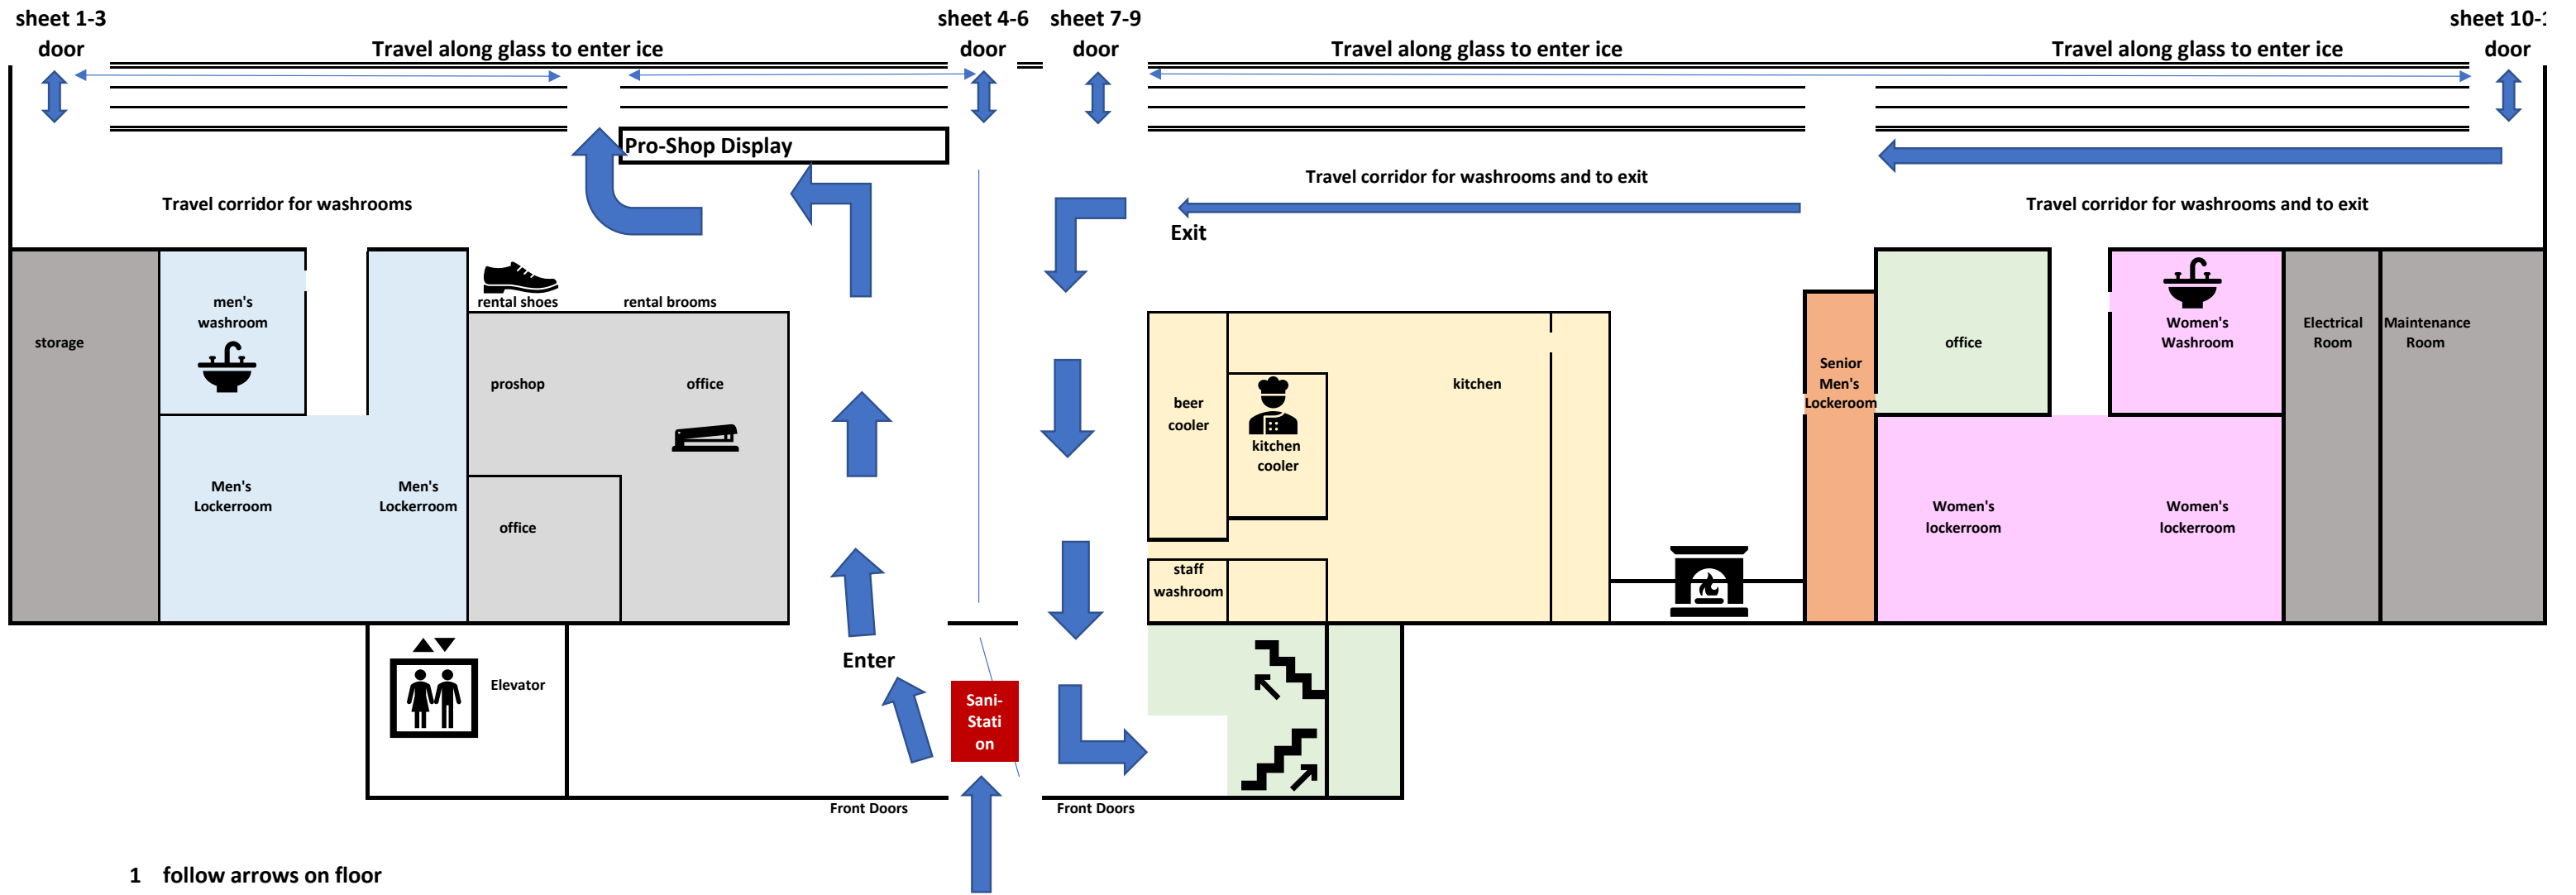 sheet 1-3
door
Travel along glass to enter ice
sheet 4-6
door
sheet 7-9
door
Travel along glass to enter ice
Travel along glass to enter ice
sheet 10-1
door
Pro-Shop Display
Travel corridor for washrooms
Travel corridor for washrooms and to exit
Exit
Travel corridor for washrooms and to exit
storage
men's
washroom
Men's
Lockerroom
Men's
Lockerroom
rental shoes
rental brooms
proshop
office
office
beer
cooler
kitchen
cooler
kitchen
staff
washroom
Senior
Men's
Lockeroom
office
Women's
Washroom
Women's
lockerroom
Women's
lockerroom
Electrical
Room
Maintenance
Room
Elevator
Enter
Sani-
Stati
on
Front Doors
Front Doors
1 follow arrows on floor